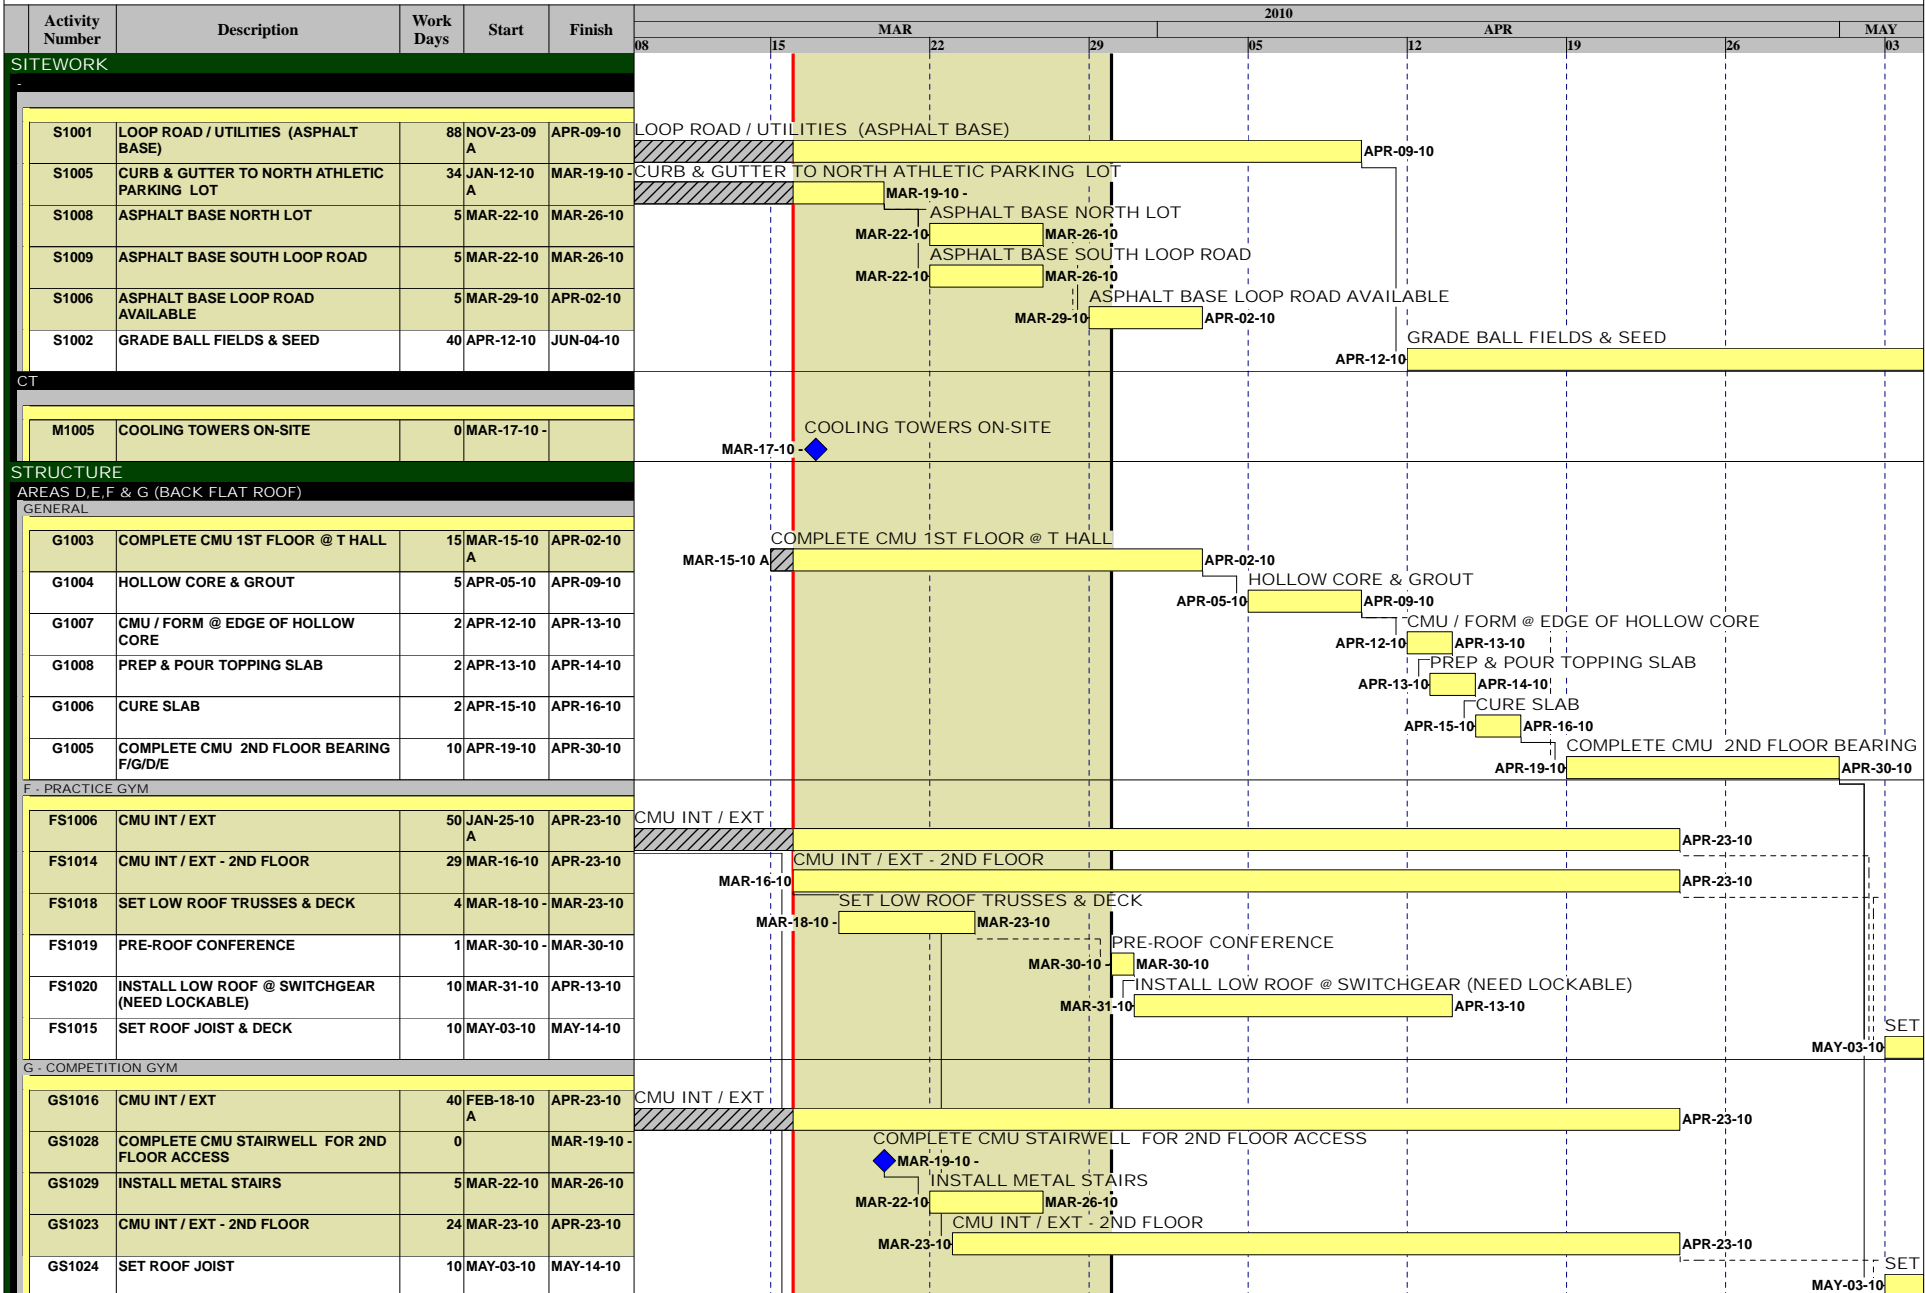 2010
Activity Number Description Work Days Start Finish MAR APR MAY
08 15 22 29 05 12 19 26 03
SITEWORK
-
S1001 LOOP ROAD / UTILITIES (ASPHALT BASE) 88 NOV-23-09 A APR-09-10 LOOP ROAD / UTILITIES (ASPHALT BASE) APR-09-10
S1005 CURB & GUTTER TO NORTH ATHLETIC PARKING LOT 34 JAN-12-10 A MAR-19-10 - CURB & GUTTER TO NORTH ATHLETIC PARKING LOT MAR-19-10 -
S1008 ASPHALT BASE NORTH LOT 5 MAR-22-10 MAR-26-10 ASPHALT BASE NORTH LOT MAR-22-10 MAR-26-10
S1009 ASPHALT BASE SOUTH LOOP ROAD 5 MAR-22-10 MAR-26-10 ASPHALT BASE SOUTH LOOP ROAD MAR-22-10 MAR-26-10
S1006 ASPHALT BASE LOOP ROAD AVAILABLE 5 MAR-29-10 APR-02-10 ASPHALT BASE LOOP ROAD AVAILABLE MAR-29-10 APR-02-10
S1002 GRADE BALL FIELDS & SEED 40 APR-12-10 JUN-04-10 GRADE BALL FIELDS & SEED APR-12-10
CT
M1005 COOLING TOWERS ON-SITE 0 MAR-17-10 - COOLING TOWERS ON-SITE MAR-17-10 -
STRUCTURE
AREAS D,E,F & G (BACK FLAT ROOF)
GENERAL
G1003 COMPLETE CMU 1ST FLOOR @ T HALL 15 MAR-15-10 A APR-02-10 COMPLETE CMU 1ST FLOOR @ T HALL MAR-15-10 A APR-02-10
G1004 HOLLOW CORE & GROUT 5 APR-05-10 APR-09-10 HOLLOW CORE & GROUT APR-05-10 APR-09-10
G1007 CMU / FORM @ EDGE OF HOLLOW CORE 2 APR-12-10 APR-13-10 CMU / FORM @ EDGE OF HOLLOW CORE APR-12-10 APR-13-10
G1008 PREP & POUR TOPPING SLAB 2 APR-13-10 APR-14-10 PREP & POUR TOPPING SLAB APR-13-10 APR-14-10
G1006 CURE SLAB 2 APR-15-10 APR-16-10 CURE SLAB APR-15-10 APR-16-10
G1005 COMPLETE CMU 2ND FLOOR BEARING F/G/D/E 10 APR-19-10 APR-30-10 COMPLETE CMU 2ND FLOOR BEARING APR-19-10 APR-30-10
F - PRACTICE GYM
FS1006 CMU INT / EXT 50 JAN-25-10 A APR-23-10 CMU INT / EXT APR-23-10
FS1014 CMU INT / EXT - 2ND FLOOR 29 MAR-16-10 APR-23-10 CMU INT / EXT - 2ND FLOOR MAR-16-10 APR-23-10
FS1018 SET LOW ROOF TRUSSES & DECK 4 MAR-18-10 - MAR-23-10 SET LOW ROOF TRUSSES & DECK MAR-18-10 - MAR-23-10
FS1019 PRE-ROOF CONFERENCE 1 MAR-30-10 - MAR-30-10 PRE-ROOF CONFERENCE MAR-30-10 - MAR-30-10
FS1020 INSTALL LOW ROOF @ SWITCHGEAR (NEED LOCKABLE) 10 MAR-31-10 APR-13-10 INSTALL LOW ROOF @ SWITCHGEAR (NEED LOCKABLE) MAR-31-10 APR-13-10
FS1015 SET ROOF JOIST & DECK 10 MAY-03-10 MAY-14-10 SET MAY-03-10
G - COMPETITION GYM
GS1016 CMU INT / EXT 40 FEB-18-10 A APR-23-10 CMU INT / EXT APR-23-10
GS1028 COMPLETE CMU STAIRWELL FOR 2ND FLOOR ACCESS 0 MAR-19-10 - COMPLETE CMU STAIRWELL FOR 2ND FLOOR ACCESS MAR-19-10 -
GS1029 INSTALL METAL STAIRS 5 MAR-22-10 MAR-26-10 INSTALL METAL STAIRS MAR-22-10 MAR-26-10
GS1023 CMU INT / EXT - 2ND FLOOR 24 MAR-23-10 APR-23-10 CMU INT / EXT - 2ND FLOOR MAR-23-10 APR-23-10
GS1024 SET ROOF JOIST 10 MAY-03-10 MAY-14-10 SET MAY-03-10